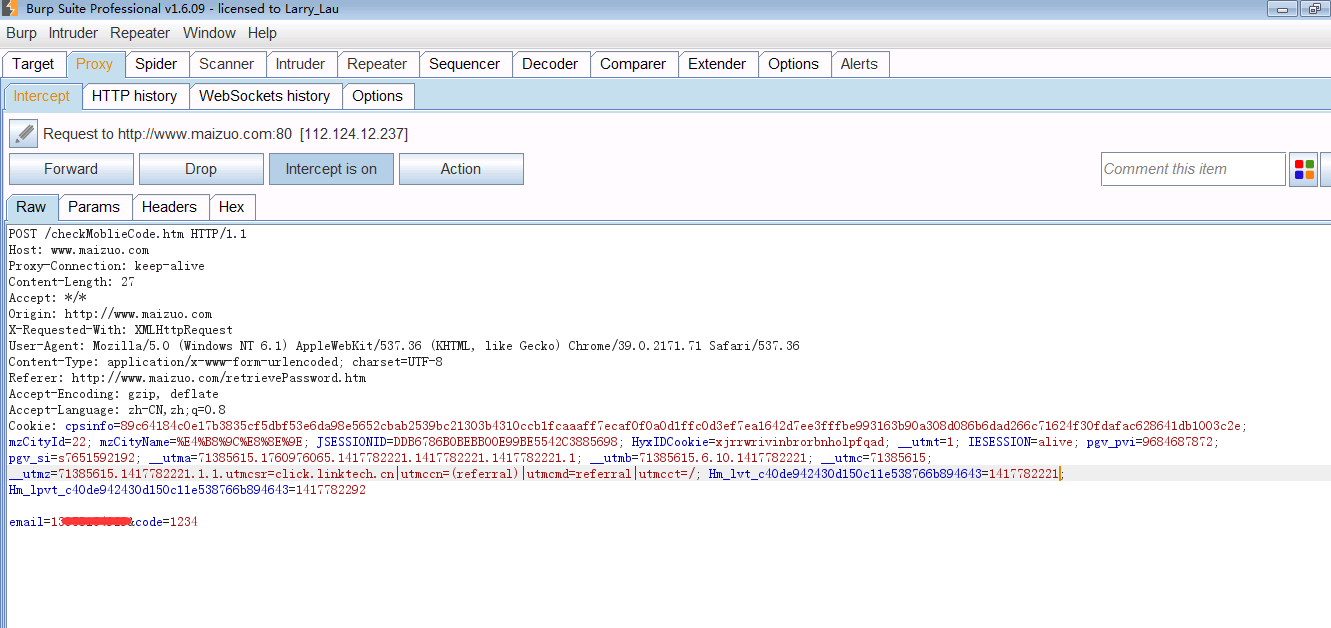 Burp Suite Professional v1.6.09 - licensed to Larry_Lau
Burp Intruder Repeater Window Help
Target Proxy Spider Scanner Intruder Repeater Sequencer Decoder Comparer Extender Options Alerts
Intercept HTTP history WebSockets history Options
Request to http://www.maizuo.com:80 [112.124.12.237]
Forward Drop Intercept is on Action Comment this item
Raw Params Headers Hex
POST /checkMoblieCode.htm HTTP/1.1
Host: www.maizuo.com
Proxy-Connection: keep-alive
Content-Length: 27
Accept: */*
Origin: http://www.maizuo.com
X-Requested-With: XMLHttpRequest
User-Agent: Mozilla/5.0 (Windows NT 6.1) AppleWebKit/537.36 (KHTML, like Gecko) Chrome/39.0.2171.71 Safari/537.36
Content-Type: application/x-www-form-urlencoded; charset=UTF-8
Referer: http://www.maizuo.com/retrievePassword.htm
Accept-Encoding: gzip, deflate
Accept-Language: zh-CN,zh;q=0.8
Cookie: cpsinfo=89c64184c0e17b3835cf5dbf53e6da98e5652cbab2539bc21303b4310ccb1fcaaaff7ecaf0f0a0d1ffc0d3ef7ea1642d7ee3fffbe993163b90a308d086b6dad266c71624f30fdafac628641db1003c2e;
mzCityId=22; mzCityName=%E4%B8%9C%E8%8E%9E; JSESSIONID=DDB6786B0BEBB00E99BE5542C3885698; HyxIDCookie=xjrrwrivinbrorbnholpfqad; __utmt=1; IESESSION=alive; pgv_pvi=9684687872;
pgv_si=s7651592192; __utma=71385615.1760976065.1417782221.1417782221.1417782221.1; __utmb=71385615.6.10.1417782221; __utmc=71385615;
__utmz=71385615.1417782221.1.1.utmcsr=click.linktech.cn|utmccn=(referral)|utmcmd=referral|utmcct=/; Hm_lvt_c40de942430d150c11e538766b894643=1417782221;
Hm_lpvt_c40de942430d150c11e538766b894643=1417782292
email=1 &code=1234